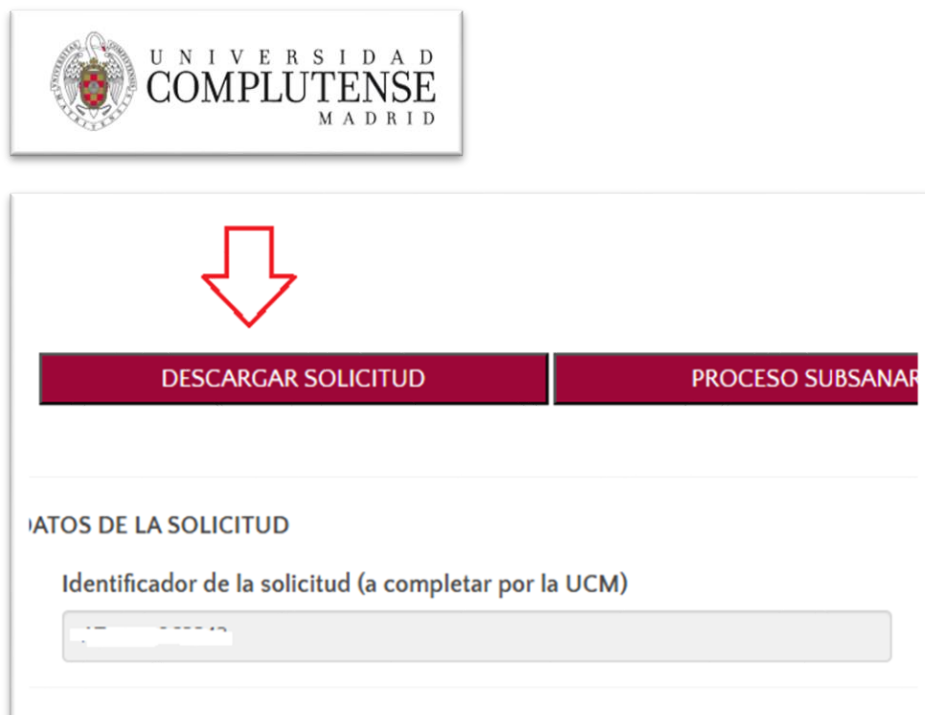 UNIVERSIDAD
COMPLUTENSE
MADRID
DESCARGAR SOLICITUD
PROCESO SUBSANAR
ATOS DE LA SOLICITUD
Identificador de la solicitud (a completar por la UCM)